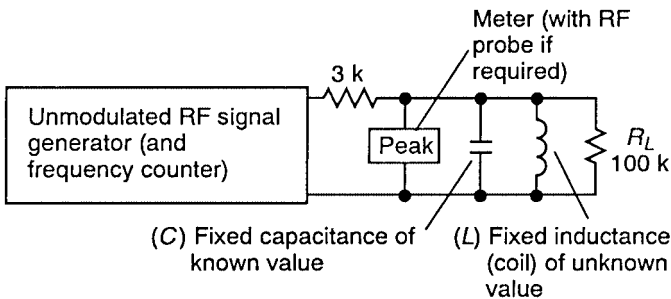 Meter (with RF
probe if
required)
3 k
Unmodulated RF signal
generator (and
frequency counter)
Peak
R_L
100 k
(C) Fixed capacitance of
known value
(L) Fixed inductance
(coil) of unknown
value